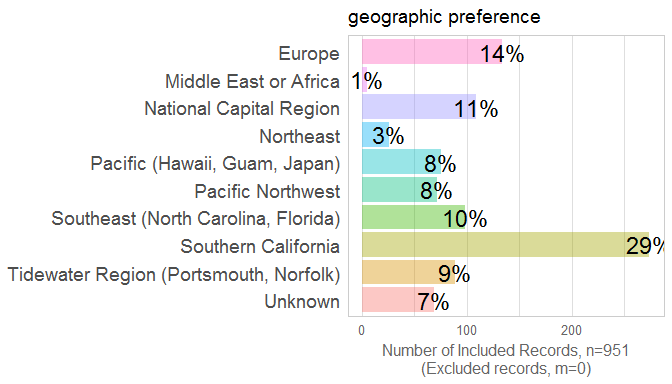 geographic preference
Europe 14%
Middle East or Africa 1%
National Capital Region 11%
Northeast 3%
Pacific (Hawaii, Guam, Japan) 8%
Pacific Northwest 8%
Southeast (North Carolina, Florida) 10%
Southern California 29%
Tidewater Region (Portsmouth, Norfolk) 9%
Unknown 7%
0 100 200
Number of Included Records, n=951
(Excluded records, m=0)